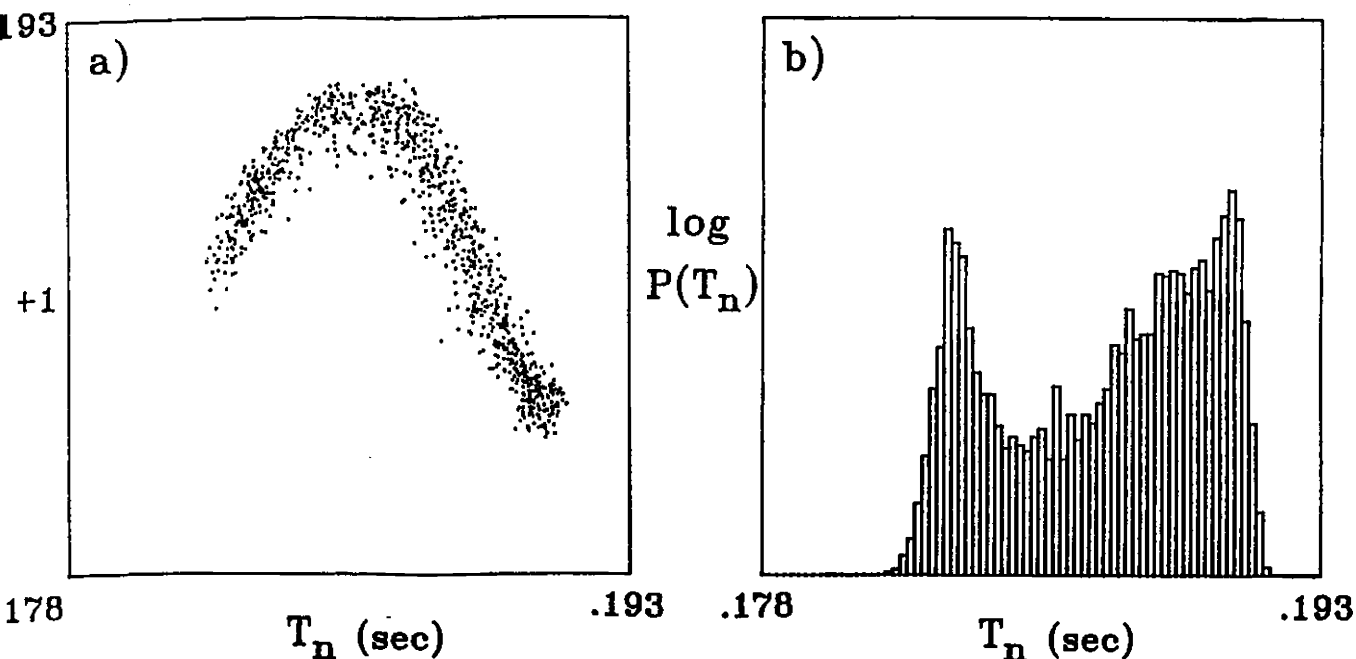 193
a)
+1
178
.193
T_n (sec)
b)
log
P(T_n)
.178
.193
T_n (sec)